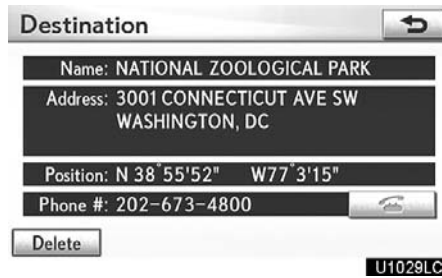 Destination
Name: NATIONAL ZOOLOGICAL PARK
Address: 3001 CONNECTICUT AVE SW
WASHINGTON, DC
Position: N 38°55'52" W77°3'15"
Phone #: 202-673-4800
Delete
U1029LC